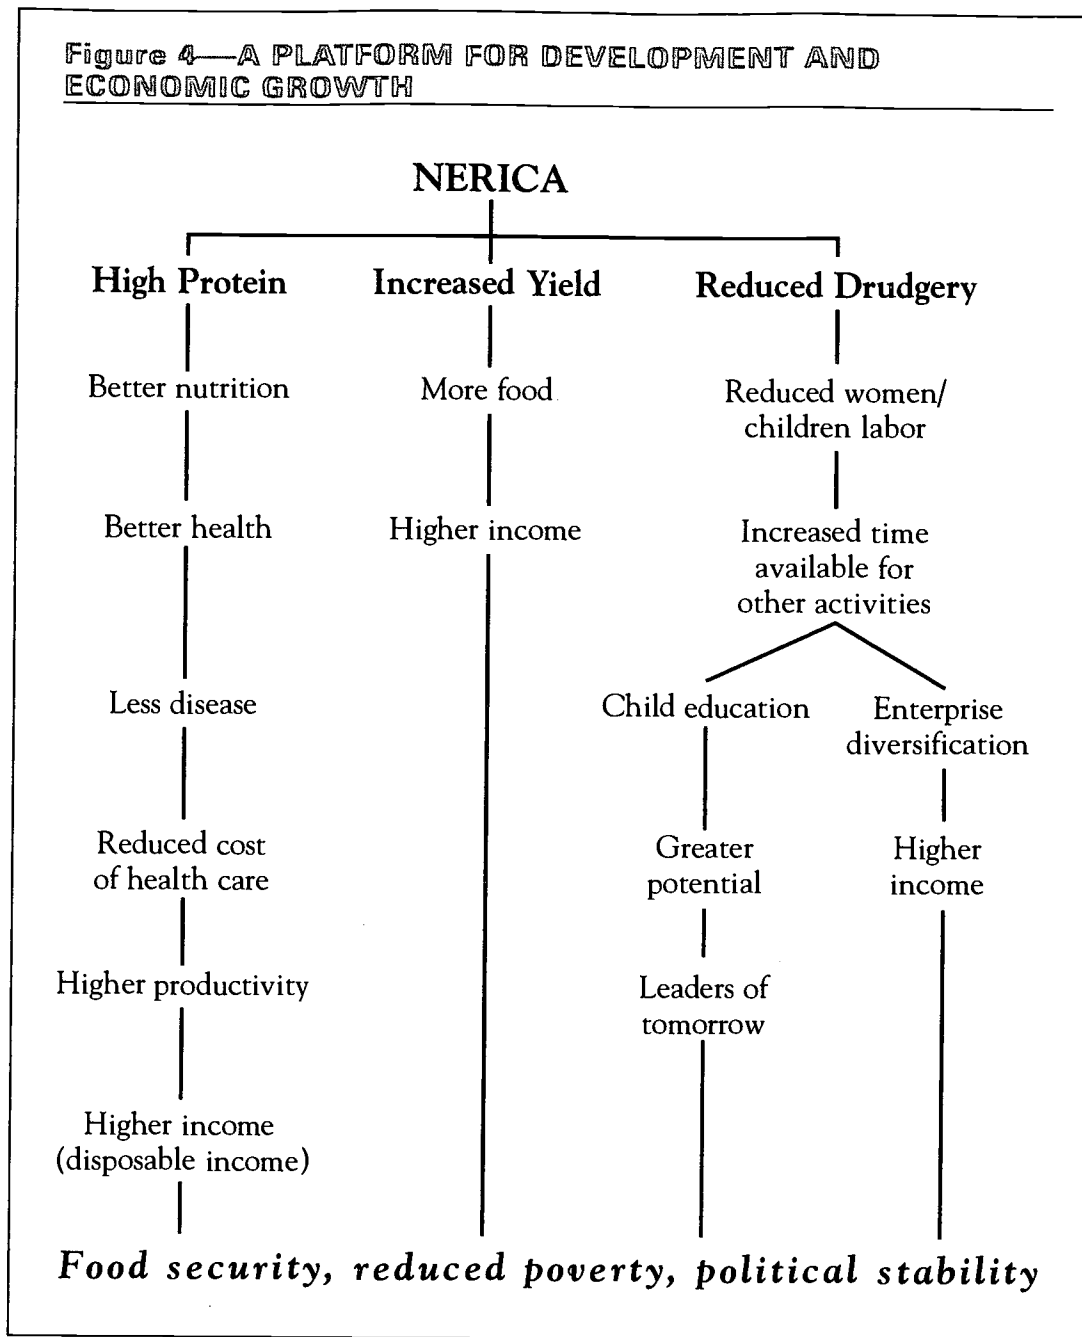 Figure 4—A PLATFORM FOR DEVELOPMENT AND
ECONOMIC GROWTH
NERICA
High Protein
Increased Yield
Reduced Drudgery
Better nutrition
More food
Reduced women/
children labor
Better health
Higher income
Increased time
available for
other activities
Less disease
Child education
Enterprise
diversification
Reduced cost
of health care
Greater
potential
Higher
income
Higher productivity
Leaders of
tomorrow
Higher income
(disposable income)
Food security, reduced poverty, political stability